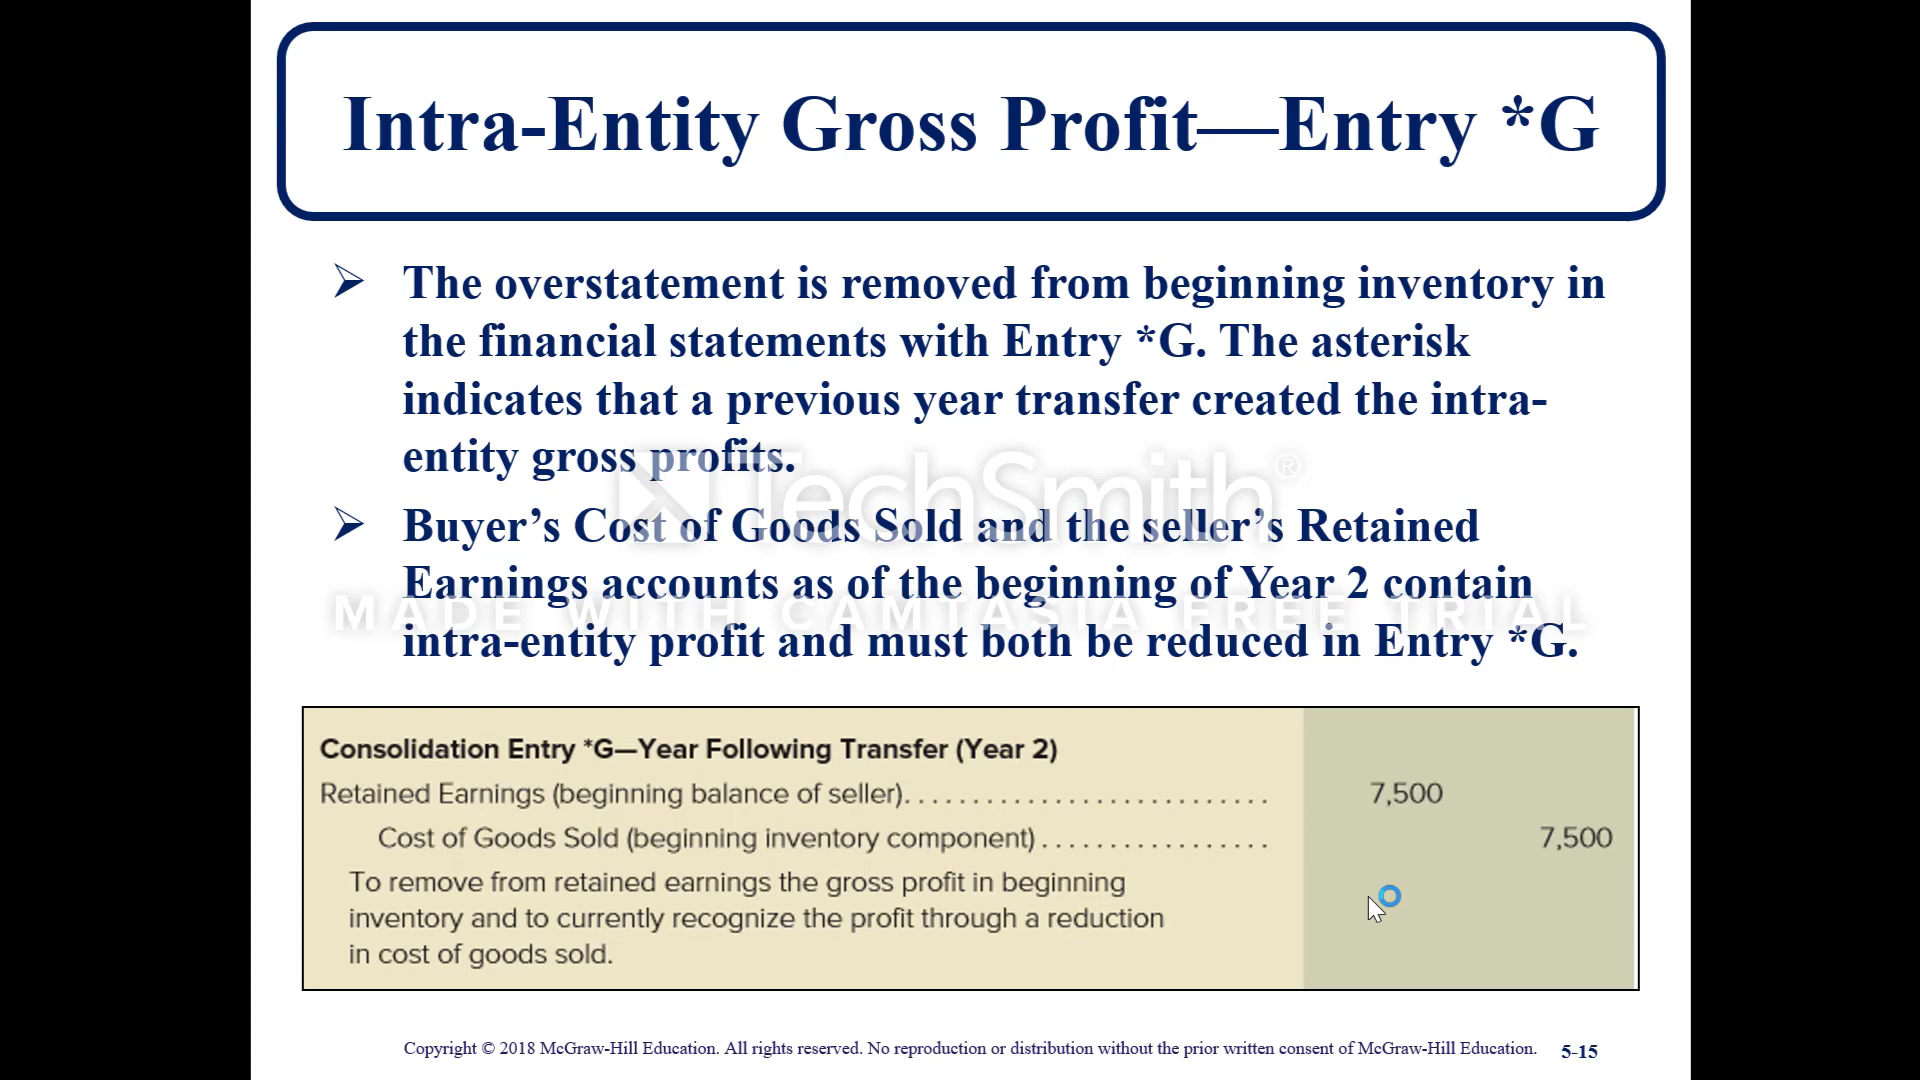 Intra-Entity Gross Profit—Entry *G
➢ The overstatement is removed from beginning inventory in
the financial statements with Entry *G. The asterisk
indicates that a previous year transfer created the intra-
entity gross profits.
TechSmith®
➢ Buyer’s Cost of Goods Sold and the seller’s Retained
Earnings accounts as of the beginning of Year 2 contain
MADE WITH CAMTASIA FREE TRIAL
intra-entity profit and must both be reduced in Entry *G.
Consolidation Entry *G—Year Following Transfer (Year 2)
Retained Earnings (beginning balance of seller). . . . . . . . . . . . . . . . . . . . . . . . . . . 7,500
Cost of Goods Sold (beginning inventory component) . . . . . . . . . . . . . . . . . 7,500
To remove from retained earnings the gross profit in beginning
inventory and to currently recognize the profit through a reduction
in cost of goods sold.
Copyright © 2018 McGraw-Hill Education. All rights reserved. No reproduction or distribution without the prior written consent of McGraw-Hill Education. 5-15